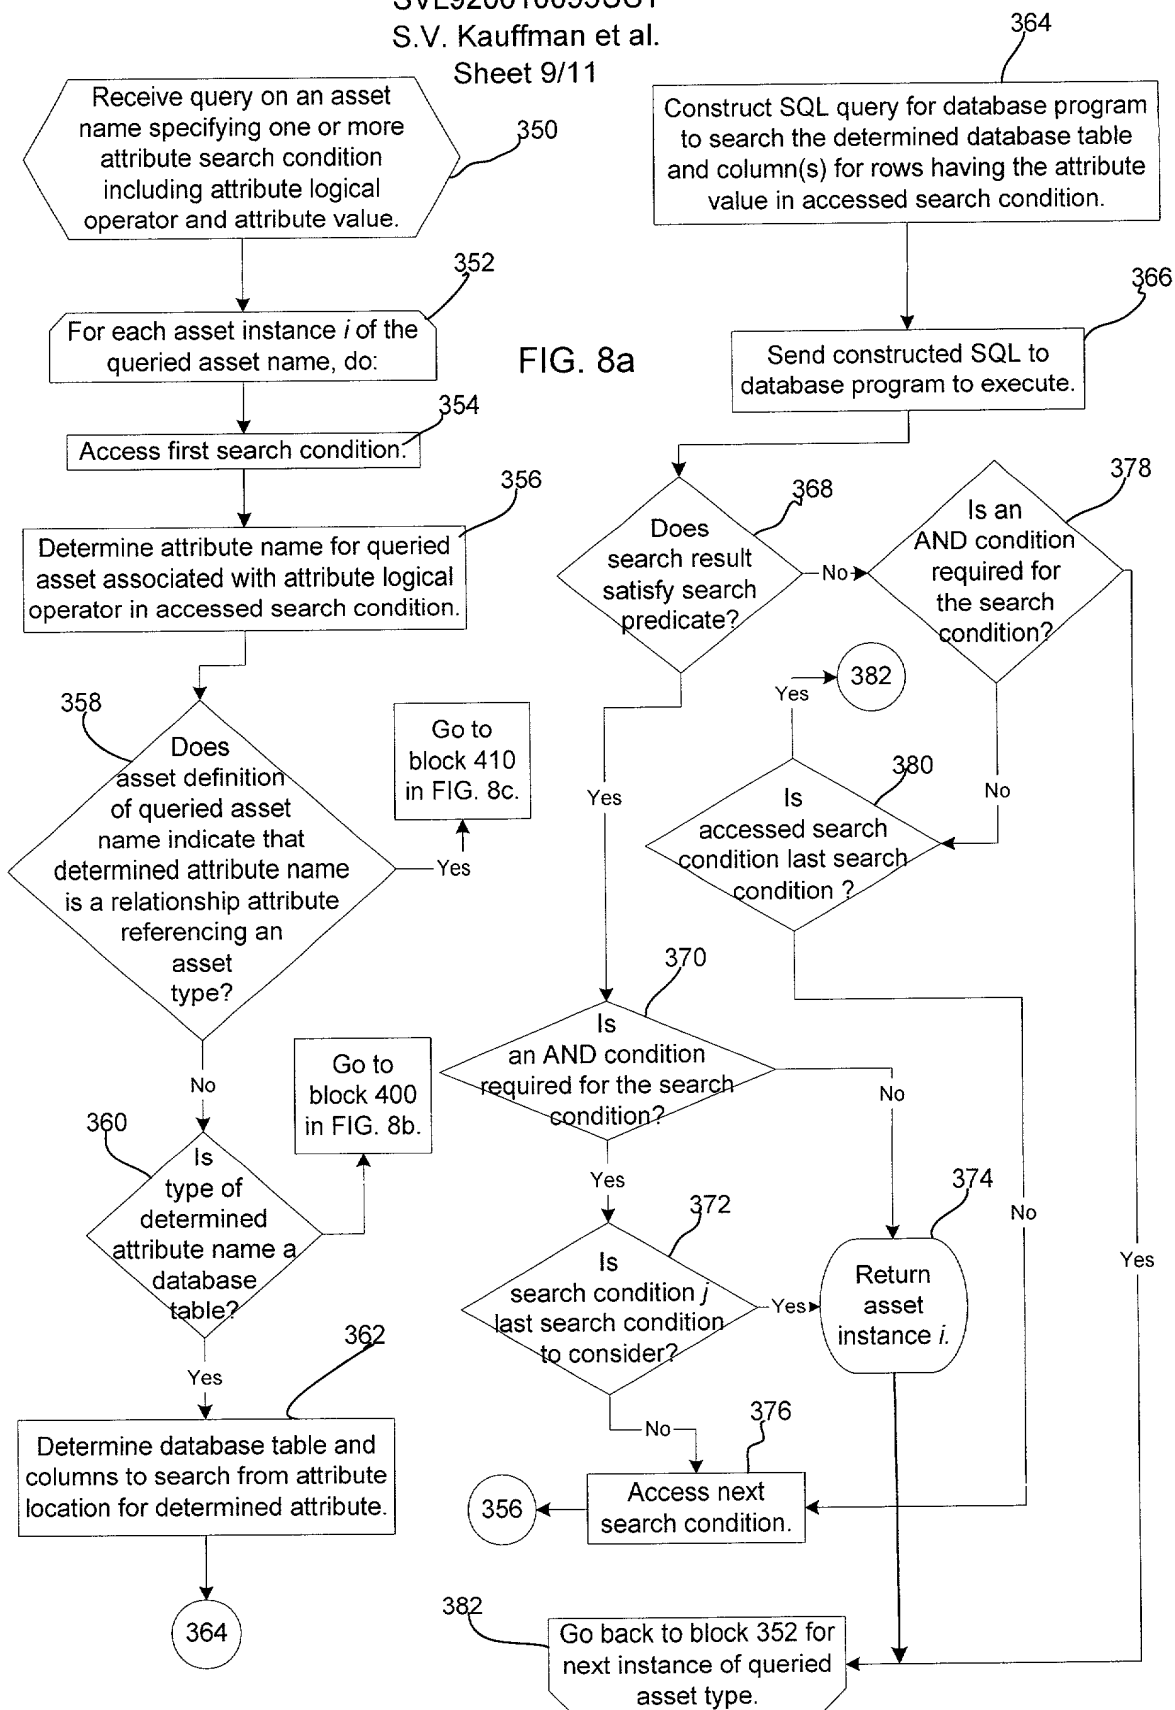 S.V. Kauffman et al.
Sheet 9/11
Receive query on an asset
name specifying one or more
attribute search condition
including attribute logical
operator and attribute value.
350
352
For each asset instance i of the
queried asset name, do:
354
Access first search condition.
356
Determine attribute name for queried
asset associated with attribute logical
operator in accessed search condition.
358
Does
asset definition
of queried asset
name indicate that
determined attribute name
is a relationship attribute
referencing an
asset
type?
Yes
Go to
block 410
in FIG. 8c.
No
360
Is
type of
determined
attribute name a
database
table?
Go to
block 400
in FIG. 8b.
Yes
362
Determine database table and
columns to search from attribute
location for determined attribute.
364
FIG. 8a
364
Construct SQL query for database program
to search the determined database table
and column(s) for rows having the attribute
value in accessed search condition.
366
Send constructed SQL to
database program to execute.
368
Does
search result
satisfy search
predicate?
No
378
Is an
AND condition
required for
the search
condition?
382
Yes
No
380
Is
accessed search
condition last search
condition ?
Yes
370
Is
an AND condition
required for the search
condition?
No
Yes
372
Is
search condition j
last search condition
to consider?
Yes
374
Return
asset
instance i.
No
Yes
No
376
Access next
search condition.
356
382
Go back to block 352 for
next instance of queried
asset type.